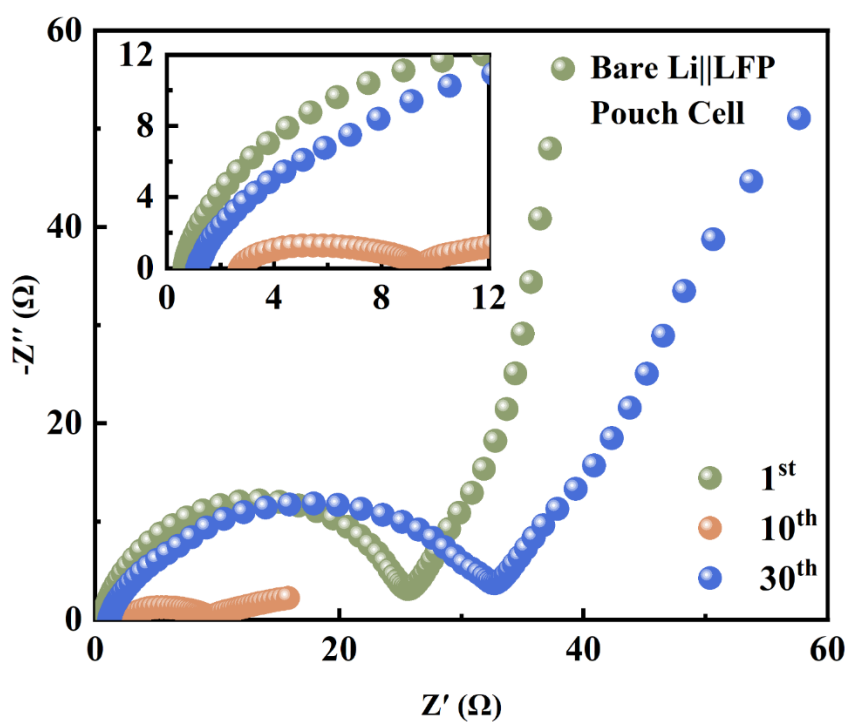 -60
12
Bare Li||LFP
Pouch Cell
8
4
0
0 4 8 12
-Z″ (Ω)
40
20
1st
10th
30th
0
0 20 40 60
Z′ (Ω)